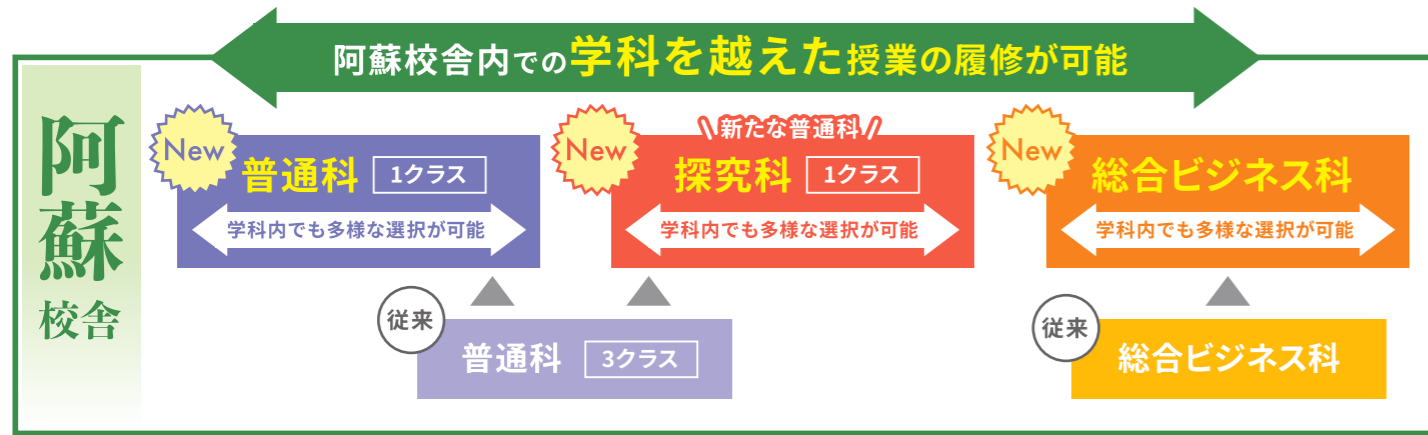 阿蘇校舎内での学科を越えた授業の履修が可能
阿蘇
校舎
New
普通科 1クラス
学科内でも多様な選択が可能
New
新たな普通科
探究科 1クラス
学科内でも多様な選択が可能
New
総合ビジネス科
学科内でも多様な選択が可能
従来
普通科 3クラス
従来
総合ビジネス科